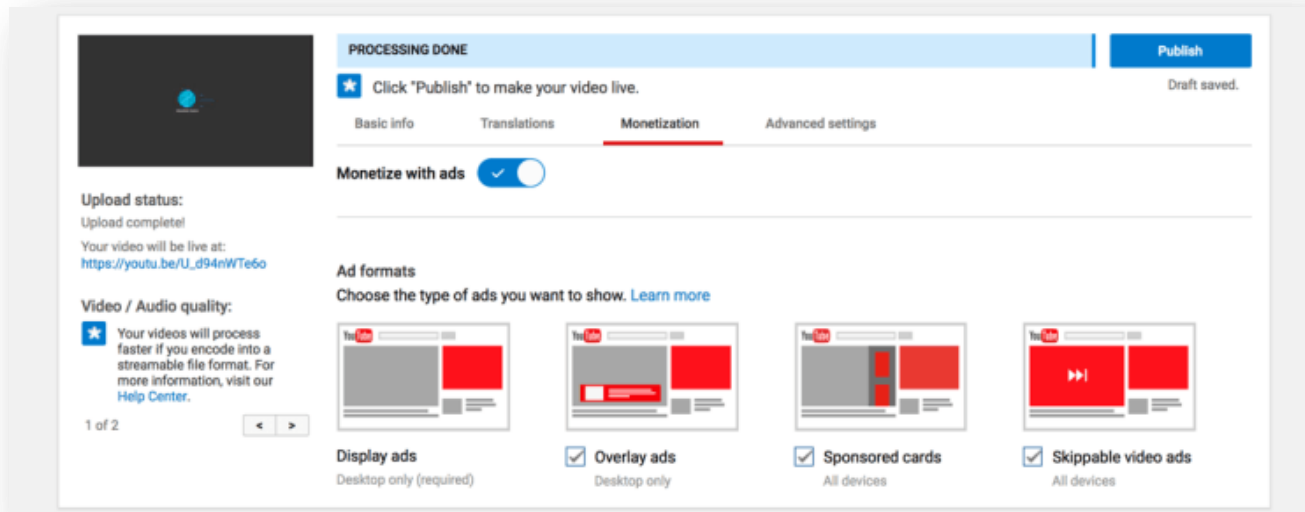 PROCESSING DONE
Publish
Click "Publish" to make your video live.
Draft saved.
Basic info
Translations
Monetization
Advanced settings
Monetize with ads
Upload status:
Upload complete!
Your video will be live at:
https://youtu.be/U_d94nWTe6o
Video / Audio quality:
Your videos will process
faster if you encode into a
streamable file format. For
more information, visit our
Help Center.
1 of 2
< >
Ad formats
Choose the type of ads you want to show. Learn more
YouTube
YouTube
YouTube
YouTube
Display ads
Desktop only (required)
Overlay ads
Desktop only
Sponsored cards
All devices
Skippable video ads
All devices